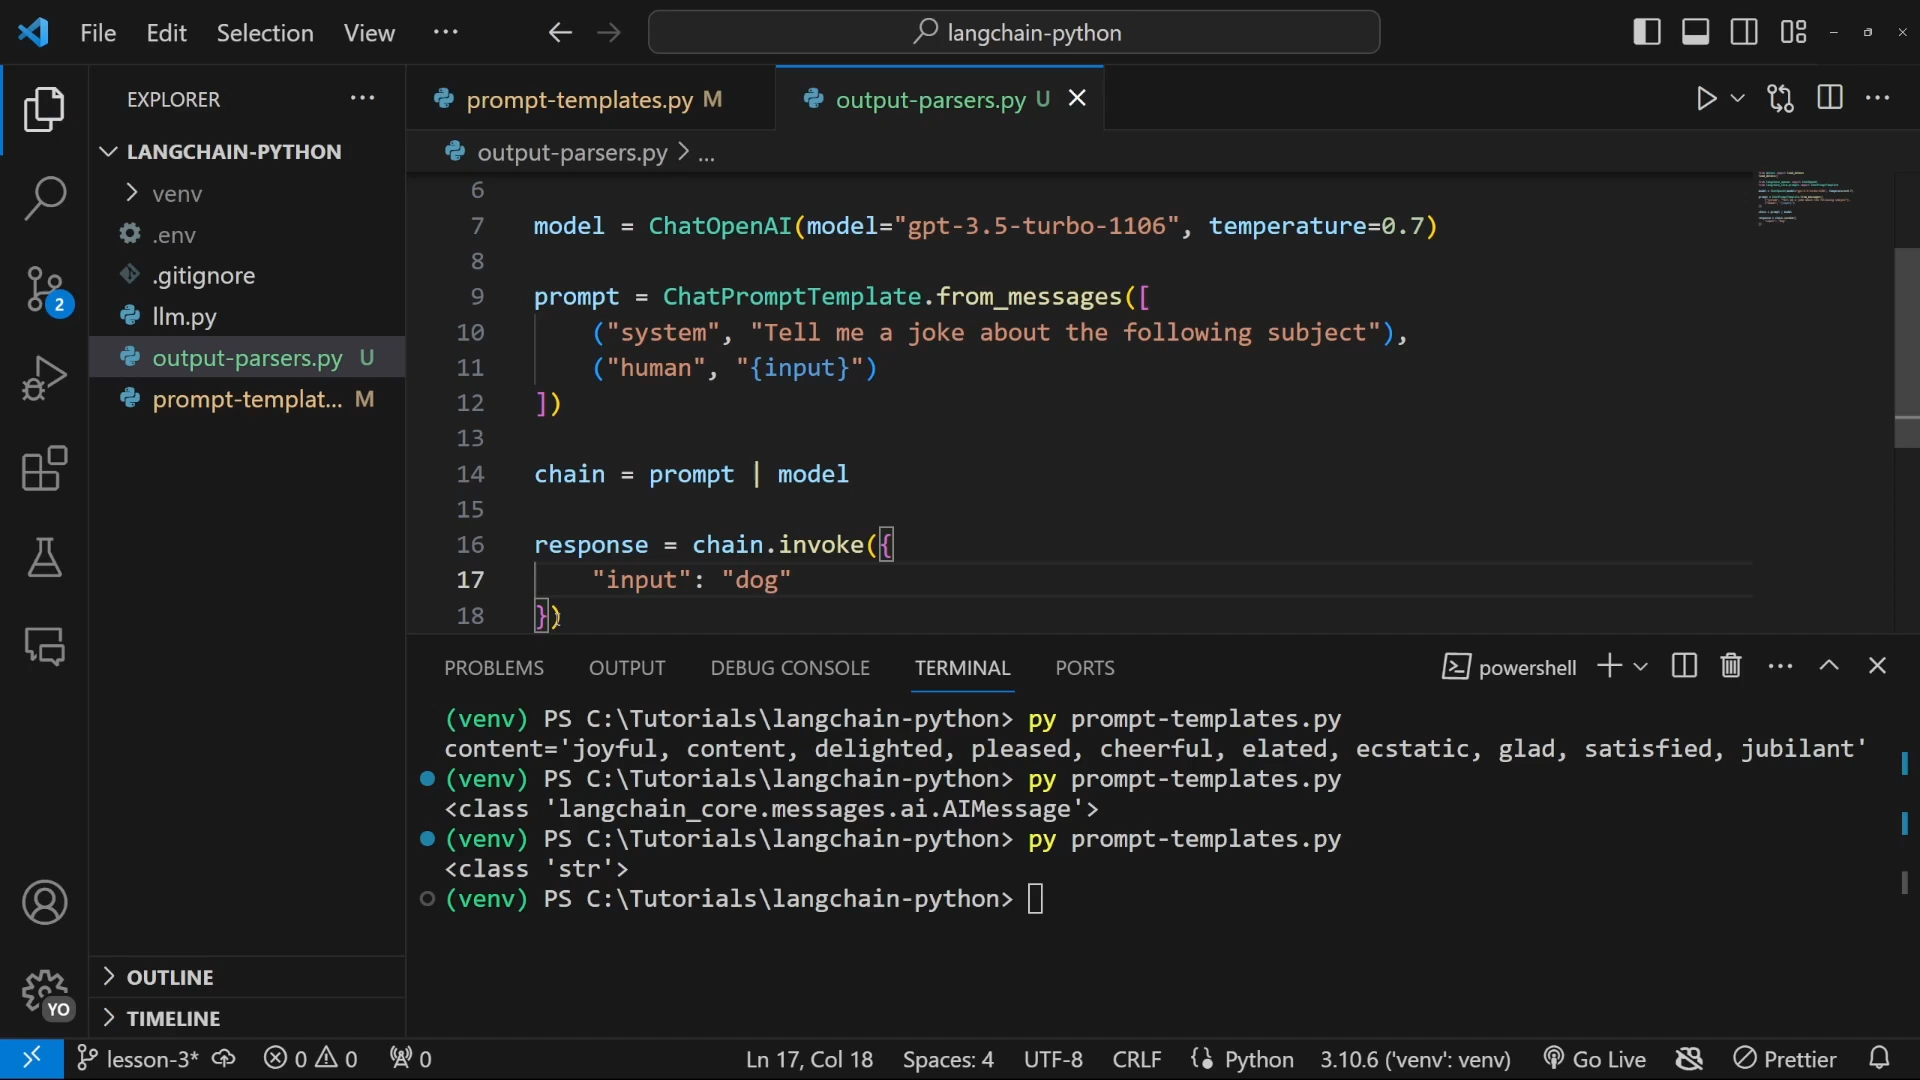 File Edit Selection View ··· langchain-python
EXPLORER ···
LANGCHAIN-PYTHON
venv
.env
.gitignore
llm.py
output-parsers.py U
prompt-templat... M
OUTLINE
TIMELINE
2
YO
prompt-templates.py M output-parsers.py U
output-parsers.py > ...
6
7 model = ChatOpenAI(model="gpt-3.5-turbo-1106", temperature=0.7)
8
9 prompt = ChatPromptTemplate.from_messages([
10 ("system", "Tell me a joke about the following subject"),
11 ("human", "{input}")
12 ])
13
14 chain = prompt | model
15
16 response = chain.invoke({
17 "input": "dog"
18 })
PROBLEMS OUTPUT DEBUG CONSOLE TERMINAL PORTS powershell
(venv) PS C:\Tutorials\langchain-python> py prompt-templates.py
content='joyful, content, delighted, pleased, cheerful, elated, ecstatic, glad, satisfied, jubilant'
(venv) PS C:\Tutorials\langchain-python> py prompt-templates.py
<class 'langchain_core.messages.ai.AIMessage'>
(venv) PS C:\Tutorials\langchain-python> py prompt-templates.py
<class 'str'>
(venv) PS C:\Tutorials\langchain-python>
lesson-3* 0 0 0 Ln 17, Col 18 Spaces: 4 UTF-8 CRLF Python 3.10.6 ('venv': venv) Go Live Prettier